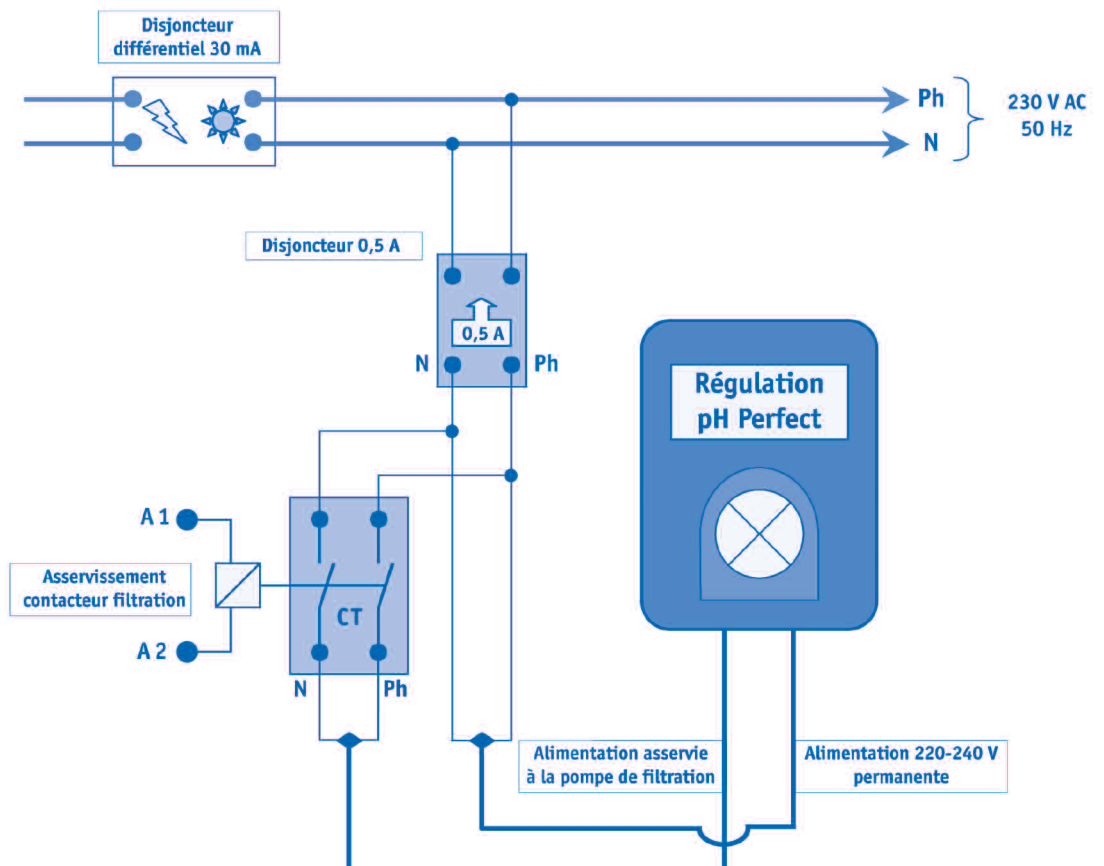 Disjoncteur
différentiel 30 mA
Ph
N
230 V AC
50 Hz
Disjoncteur 0,5 A
0,5 A
N
Ph
Régulation
pH Perfect
A 1
Asservissement
contacteur filtration
CT
A 2
N
Ph
Alimentation asservie
à la pompe de filtration
Alimentation 220-240 V
permanente